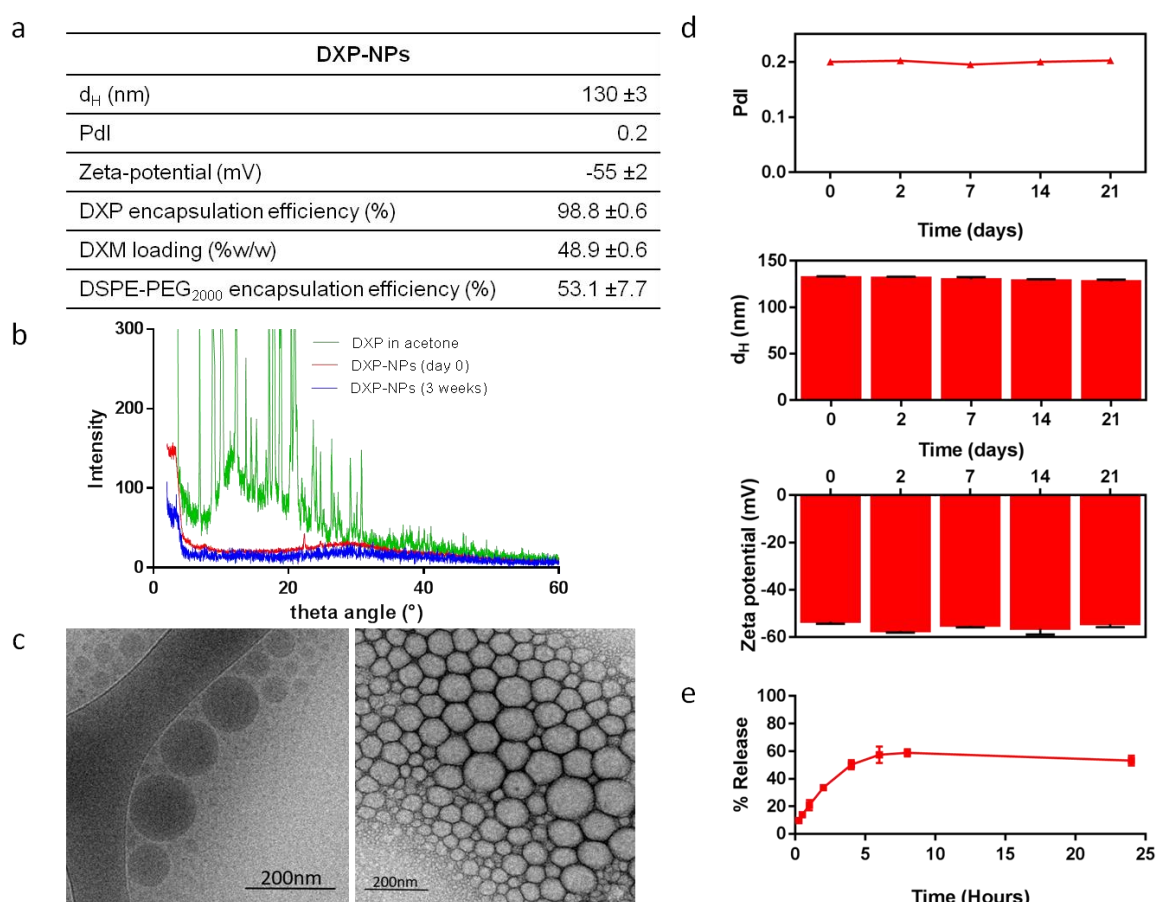 a
DXP-NPs
d_H (nm) 130 ±3
PdI 0.2
Zeta-potential (mV) -55 ±2
DXP encapsulation efficiency (%) 98.8 ±0.6
DXM loading (%w/w) 48.9 ±0.6
DSPE-PEG2000 encapsulation efficiency (%) 53.1 ±7.7
b
Intensity
300
200
100
0
DXP in acetone
DXP-NPs (day 0)
DXP-NPs (3 weeks)
0 20 40 60
theta angle (°)
c
200nm
200nm
d
PdI
0.2
0.1
0.0
0 2 7 14 21
Time (days)
d_H (nm)
150
100
50
0
0 2 7 14 21
Time (days)
0 2 7 14 21
Zeta potential (mV)
0
-20
-40
-60
e
% Release
100
80
60
40
20
0
0 5 10 15 20 25
Time (Hours)